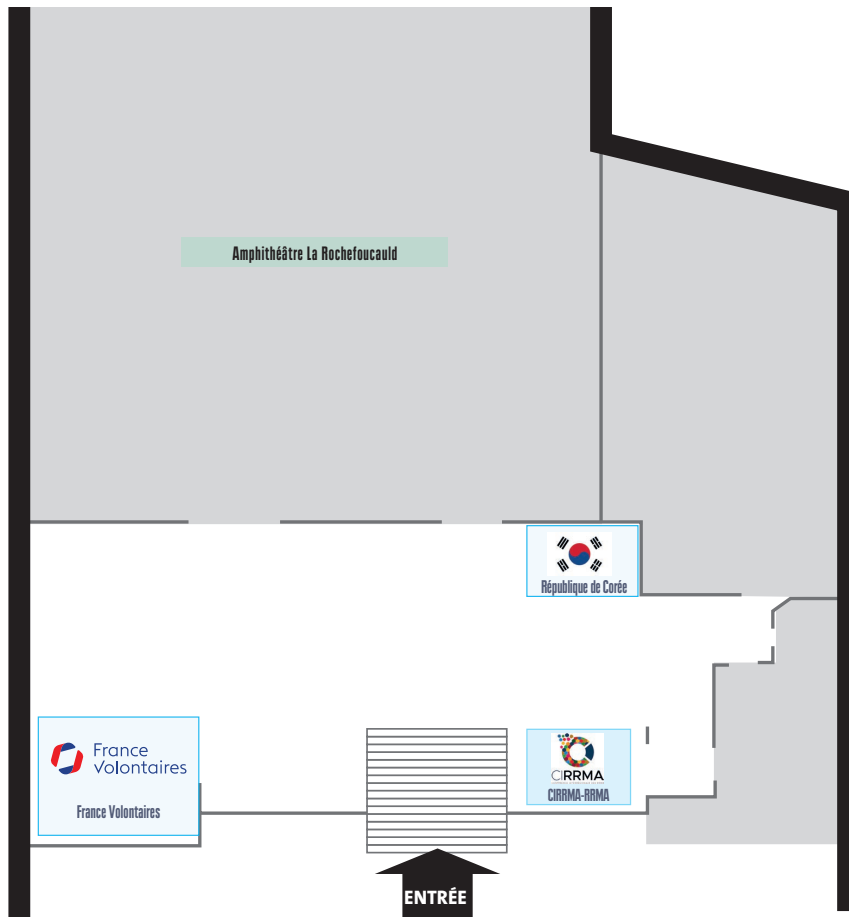 Amphithéâtre La Rochefoucauld
République de Corée
France
Volontaires
France Volontaires
CIRRMA
CIRRMA-RRMA
ENTRÉE